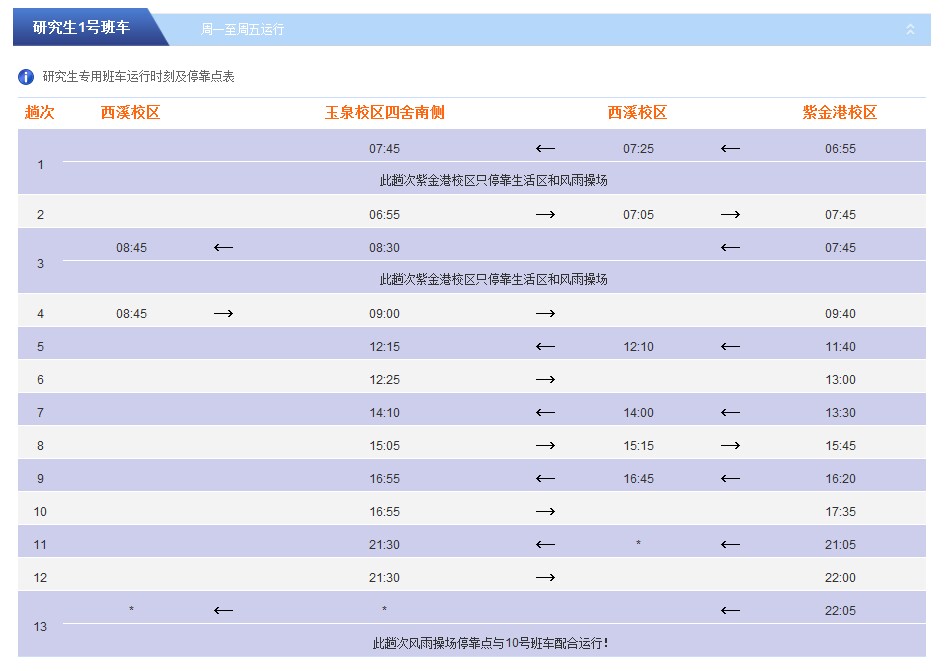 研究生1号班车 周一至周五运行
研究生专用班车运行时刻及停靠点表
趟次 西溪校区 玉泉校区四舍南侧 西溪校区 紫金港校区
1 07:45 ← 07:25 ← 06:55
此趟次紫金港校区只停靠生活区和风雨操场
2 06:55 → 07:05 → 07:45
3 08:45 ← 08:30 ← 07:45
此趟次紫金港校区只停靠生活区和风雨操场
4 08:45 → 09:00 → 09:40
5 12:15 ← 12:10 ← 11:40
6 12:25 → 13:00
7 14:10 ← 14:00 ← 13:30
8 15:05 → 15:15 → 15:45
9 16:55 ← 16:45 ← 16:20
10 16:55 → 17:35
11 21:30 ← * ← 21:05
12 21:30 → 22:00
13 * ← * ← 22:05
此趟次风雨操场停靠点与10号班车配合运行!